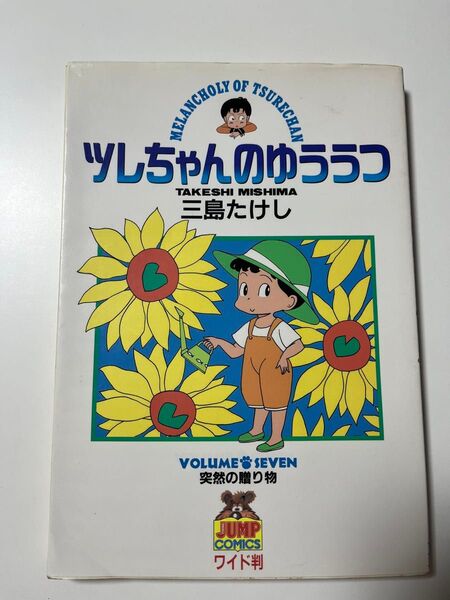 MELANCHOLY OF TSURECHAN
ツレちゃんのゆううつ
TAKESHI MISHIMA
三島たけし
VOLUME SEVEN
突然の贈り物
JUMP
COMICS
ワイド判